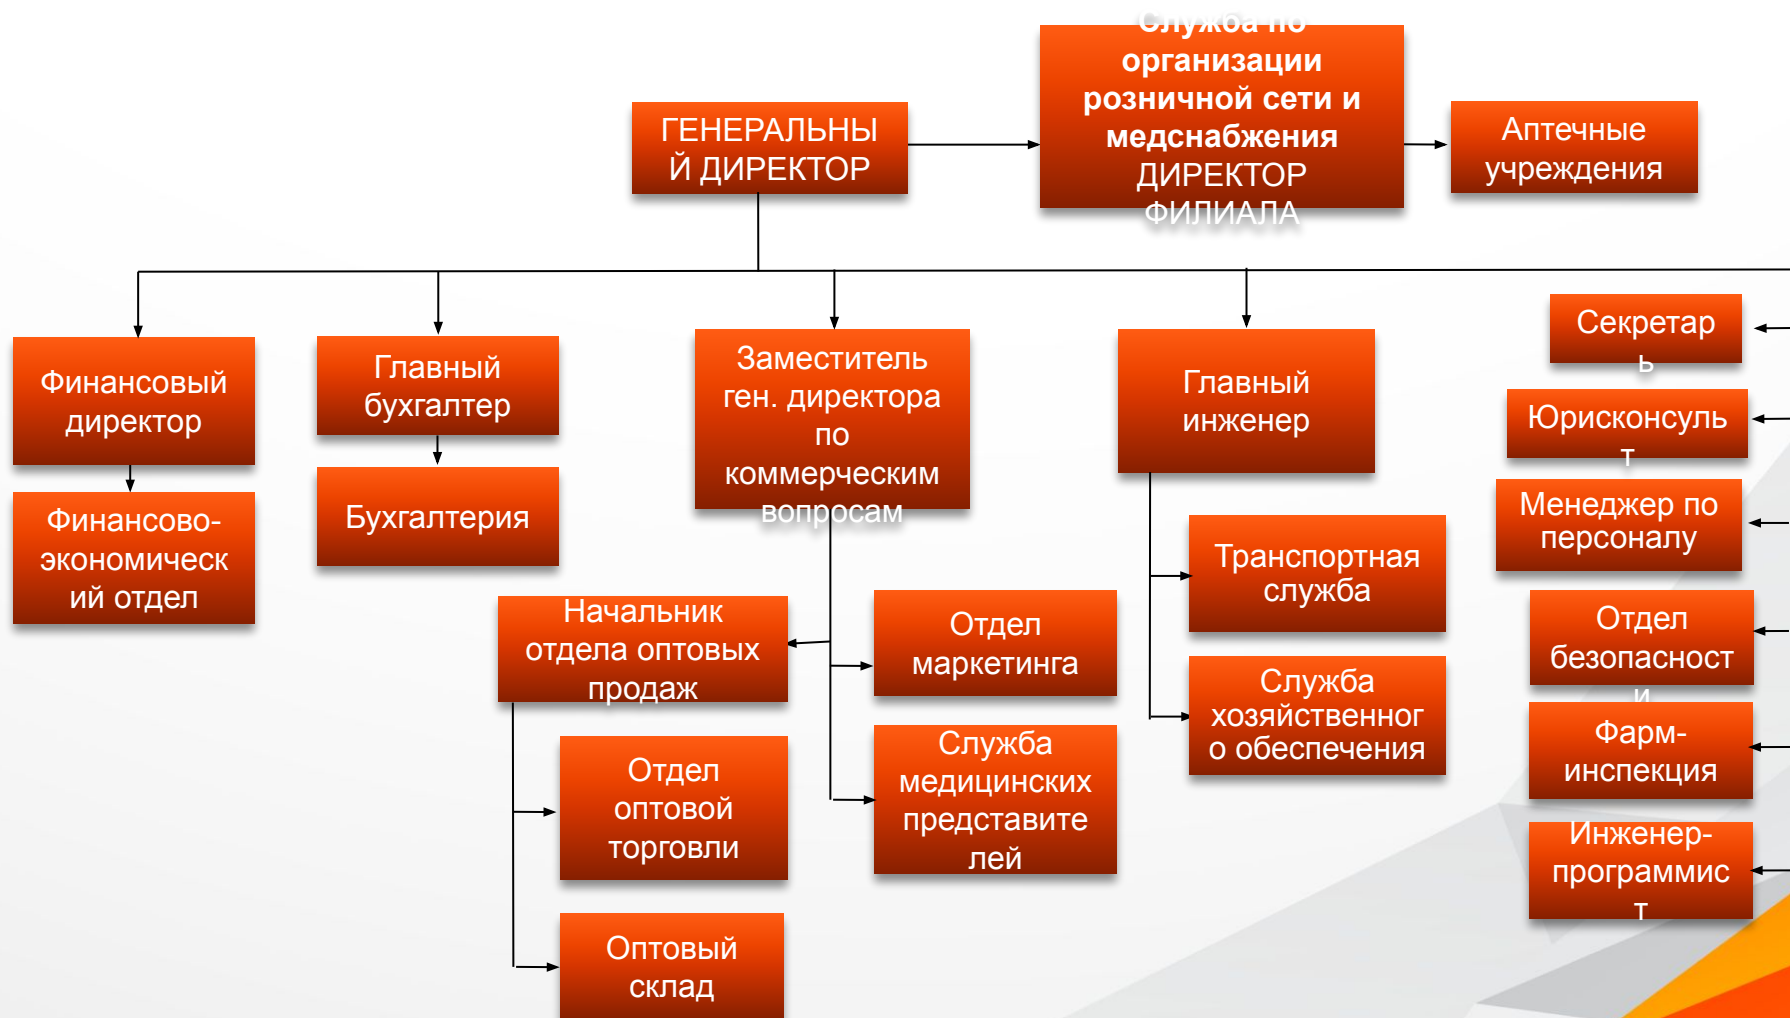 Служба по
организации
розничной сети и
медснабжения
ДИРЕКТОР
ФИЛИАЛА
ГЕНЕРАЛЬНЫ
Й ДИРЕКТОР
Аптечные
учреждения
Финансовый
директор
Финансово-
экономическ
ий отдел
Главный
бухгалтер
Бухгалтерия
Заместитель
ген. директора
по
коммерческим
вопросам
Начальник
отдела оптовых
продаж
Отдел
оптовой
торговли
Оптовый
склад
Отдел
маркетинга
Служба
медицинских
представите
лей
Главный
инженер
Транспортная
служба
Служба
хозяйственног
о обеспечения
Секретар
ь
Юрисконсуль
т
Менеджер по
персоналу
Отдел
безопасност
и
Фарм-
инспекция
Инженер-
программис
т